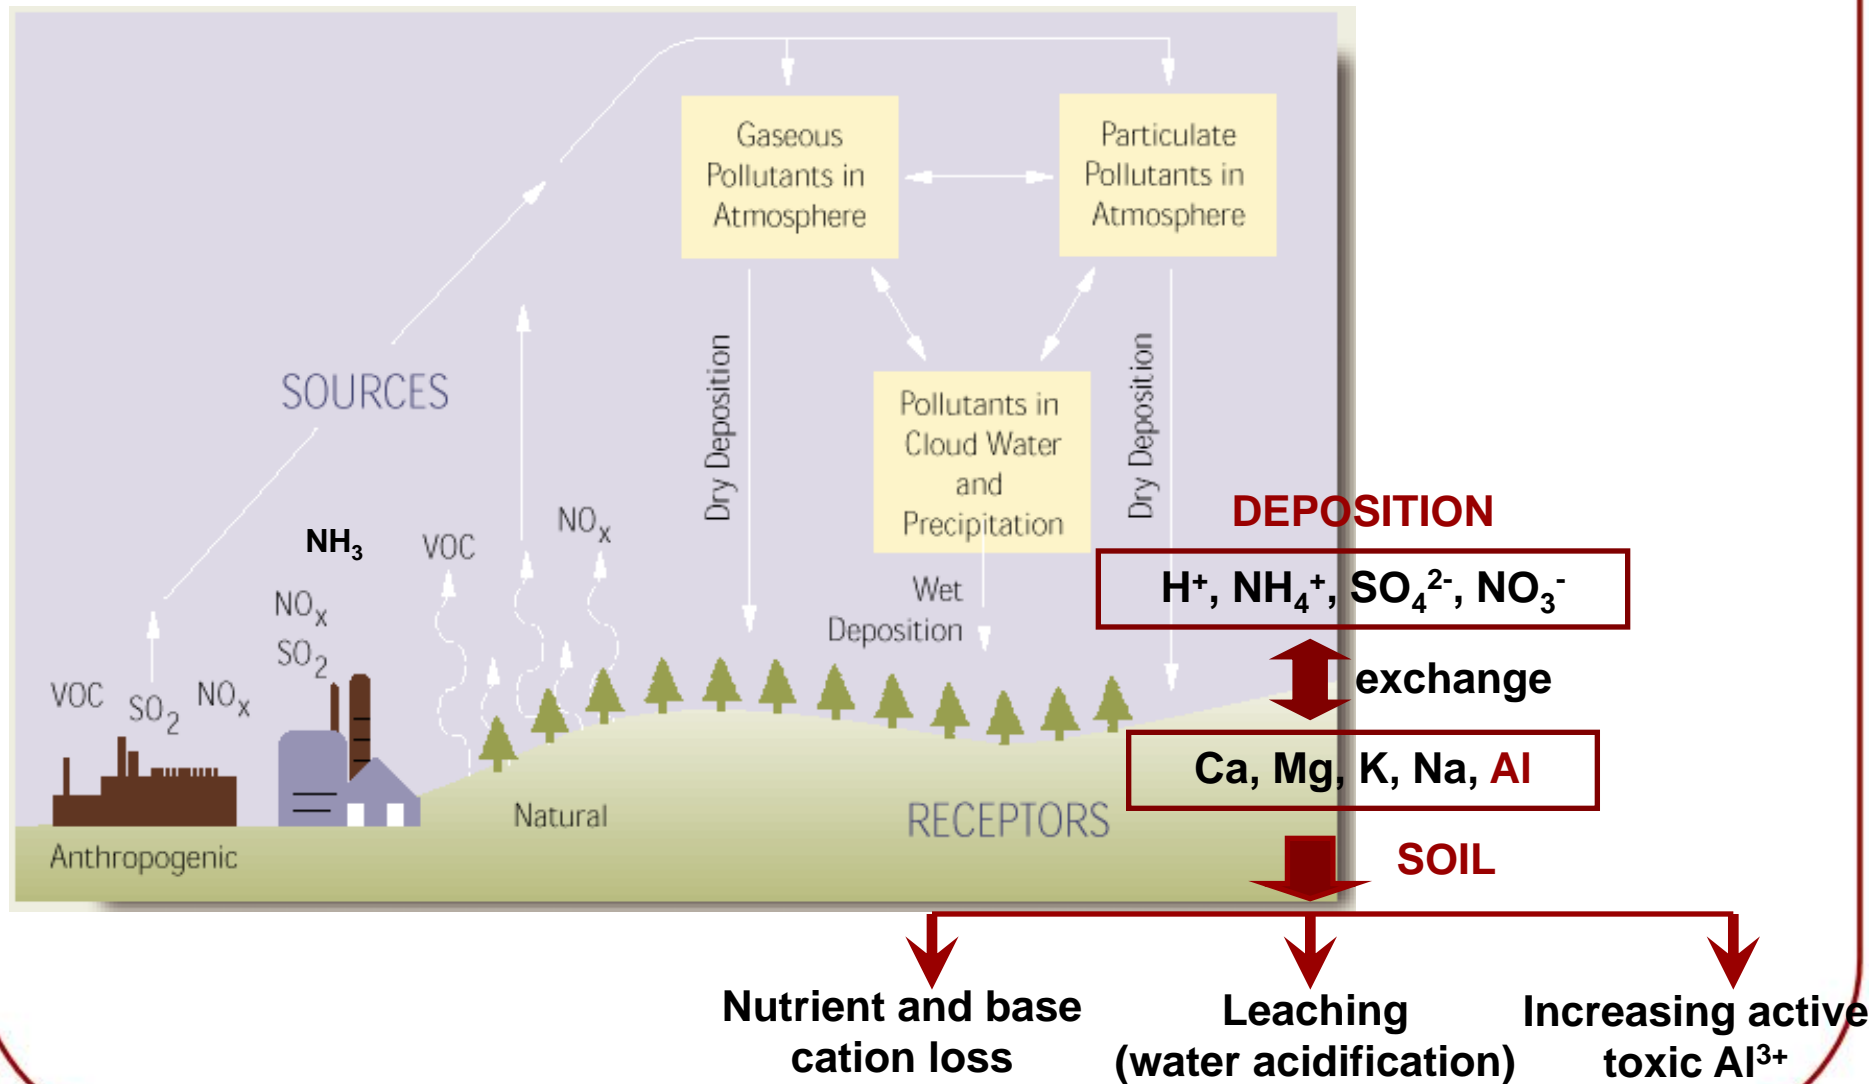 Gaseous
Pollutants in
Atmosphere
Particulate
Pollutants in
Atmosphere
SOURCES
Dry Deposition
Dry Deposition
Pollutants in
Cloud Water
and
Precipitation
DEPOSITION
NH₃
VOC
NOₓ
H⁺, NH₄⁺, SO₄²⁻, NO₃⁻
Wet
Deposition
NOₓ
SO₂
VOC
SO₂
NOₓ
exchange
Ca, Mg, K, Na, Al
Natural
RECEPTORS
Anthropogenic
SOIL
Nutrient and base
cation loss
Leaching
(water acidification)
Increasing active
toxic Al³⁺